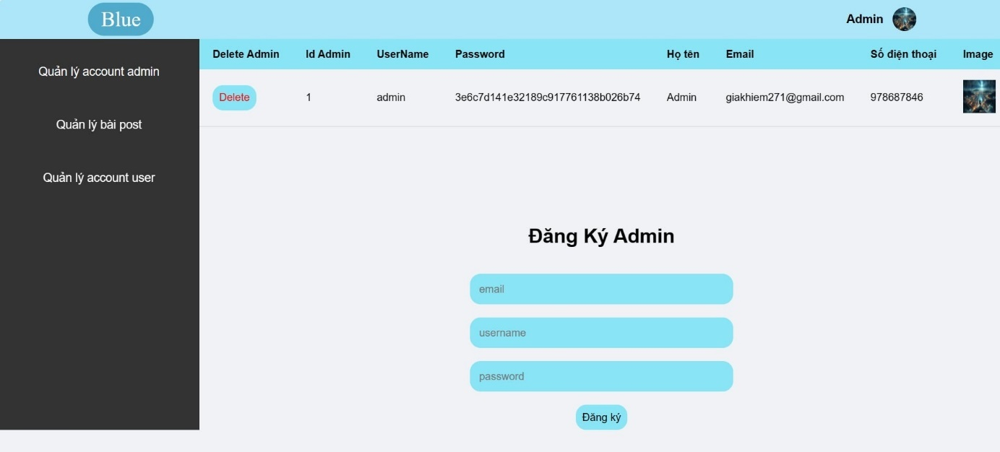 Blue
Admin
Delete Admin Id Admin UserName Password Họ tên Email Số điện thoại Image
Delete 1 admin 3e6c7d141e32189c917761138b026b74 Admin giakhiem271@gmail.com 978687846
Quản lý account admin
Quản lý bài post
Quản lý account user
Đăng Ký Admin
email
username
password
Đăng ký